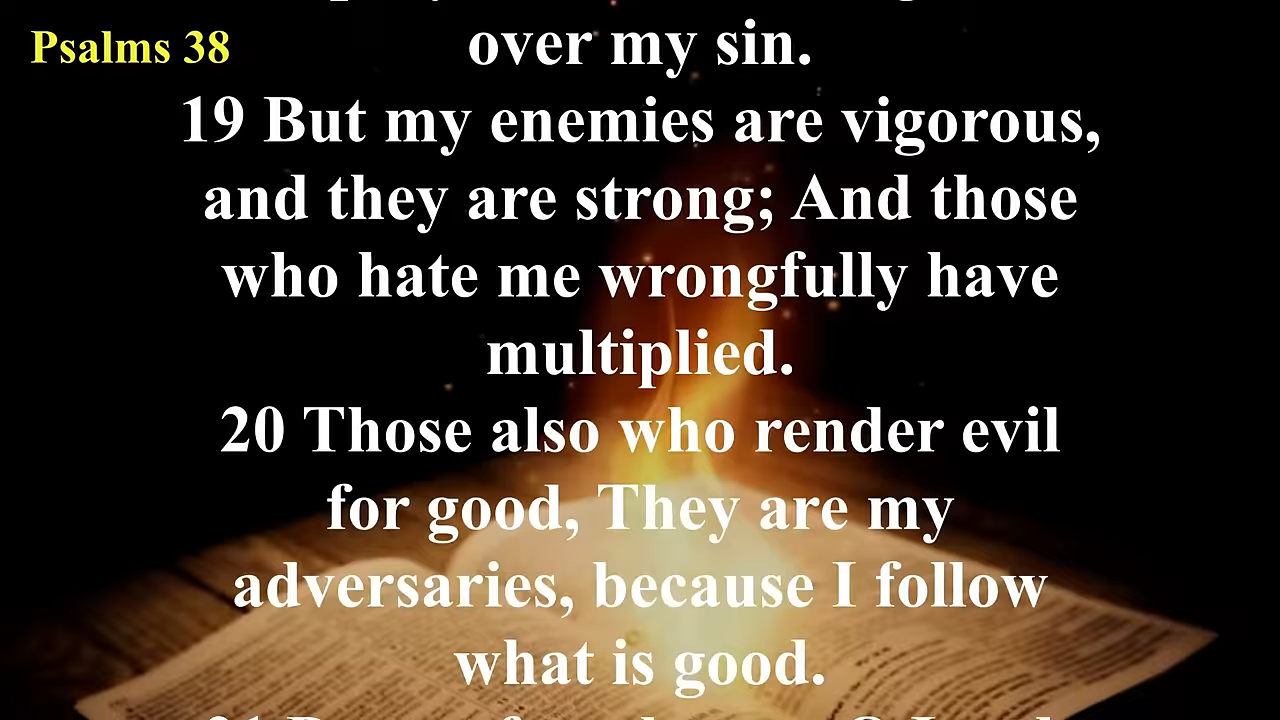 Psalms 38
over my sin.
19 But my enemies are vigorous,
and they are strong; And those
who hate me wrongfully have
multiplied.
20 Those also who render evil
for good, They are my
adversaries, because I follow
what is good.